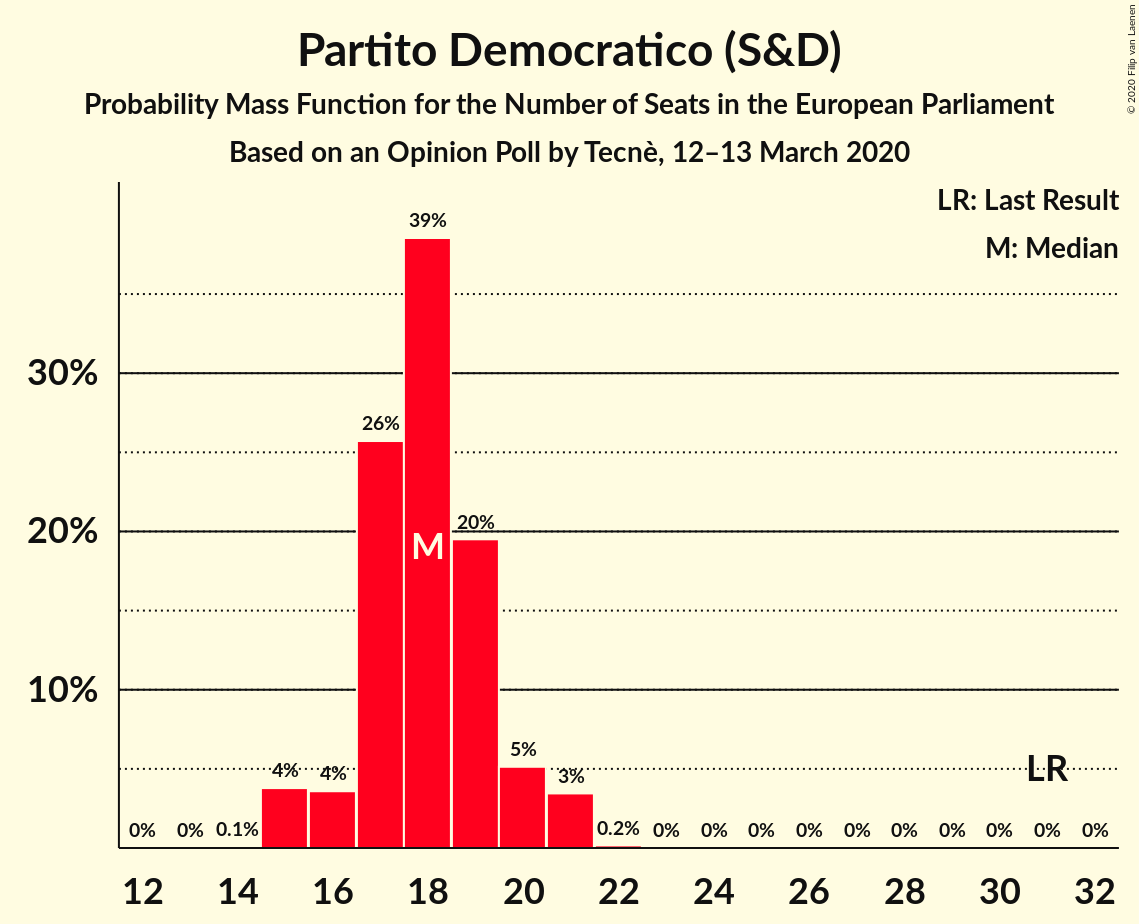 Partito Democratico (S&D)
Probability Mass Function for the Number of Seats in the European Parliament
Based on an Opinion Poll by Tecnè, 12–13 March 2020
© 2020 Filip van Laenen
LR: Last Result
M: Median
30%
20%
10%
0% 0% 0.1% 4% 4% 26% 39% 20% 5% 3% 0.2% 0% 0% 0% 0% 0% 0% 0% 0% 0% 0%
M
LR
12 14 16 18 20 22 24 26 28 30 32